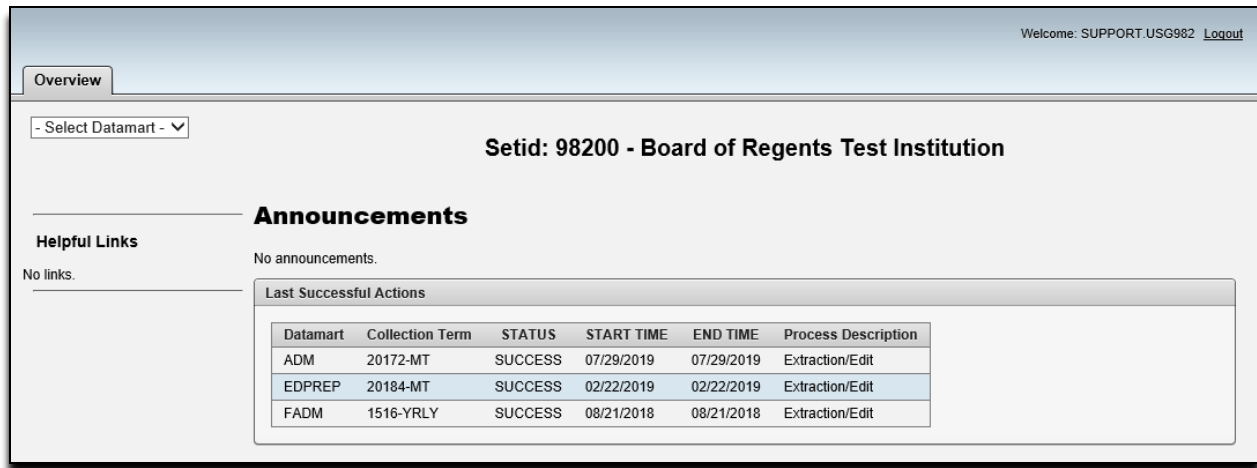 Welcome: SUPPORT.USG982 Logout
Overview
- Select Datamart -
Setid: 98200 - Board of Regents Test Institution
Helpful Links
No links.
Announcements
No announcements.
Last Successful Actions
Datamart Collection Term STATUS START TIME END TIME Process Description
ADM 20172-MT SUCCESS 07/29/2019 07/29/2019 Extraction/Edit
EDPREP 20184-MT SUCCESS 02/22/2019 02/22/2019 Extraction/Edit
FADM 1516-YRLY SUCCESS 08/21/2018 08/21/2018 Extraction/Edit